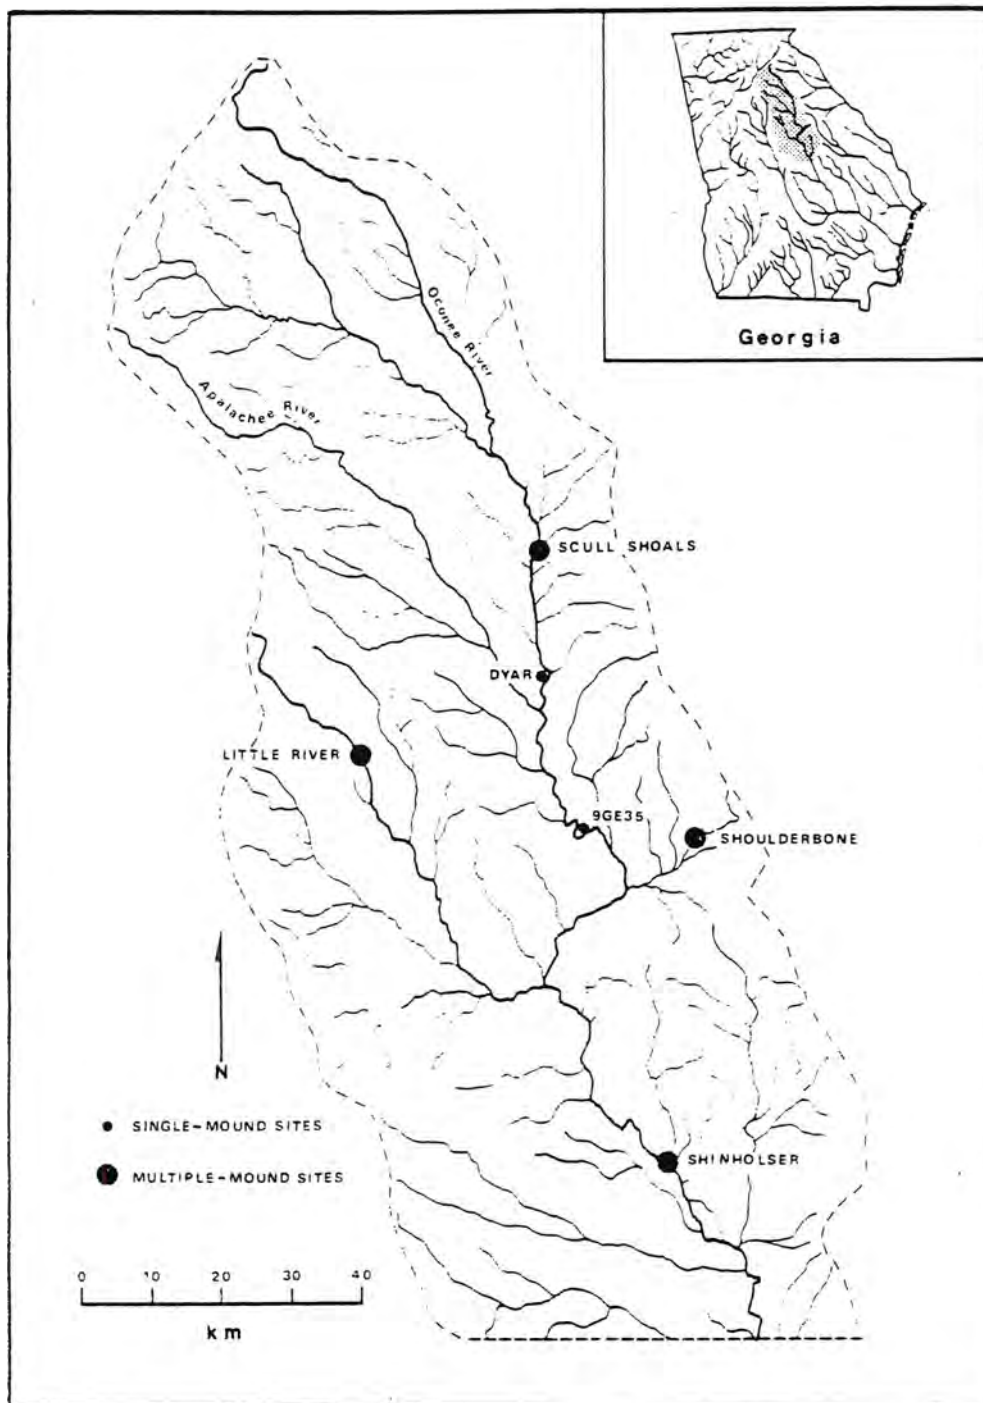 Georgia
Oconee River
Apalachee River
SCULL SHOALS
DYAR
LITTLE RIVER
9GE35
SHOULDERBONE
N
SINGLE-MOUND SITES
SHINHOLSER
MULTIPLE-MOUND SITES
0 10 20 30 40
km